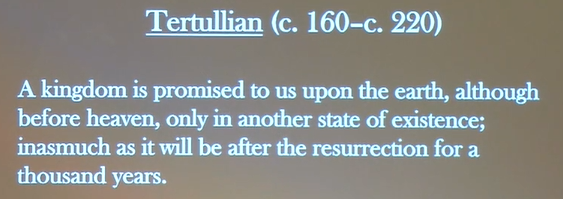 Tertullian (c. 160–c. 220)
A kingdom is promised to us upon the earth, although
before heaven, only in another state of existence;
inasmuch as it will be after the resurrection for a
thousand years.